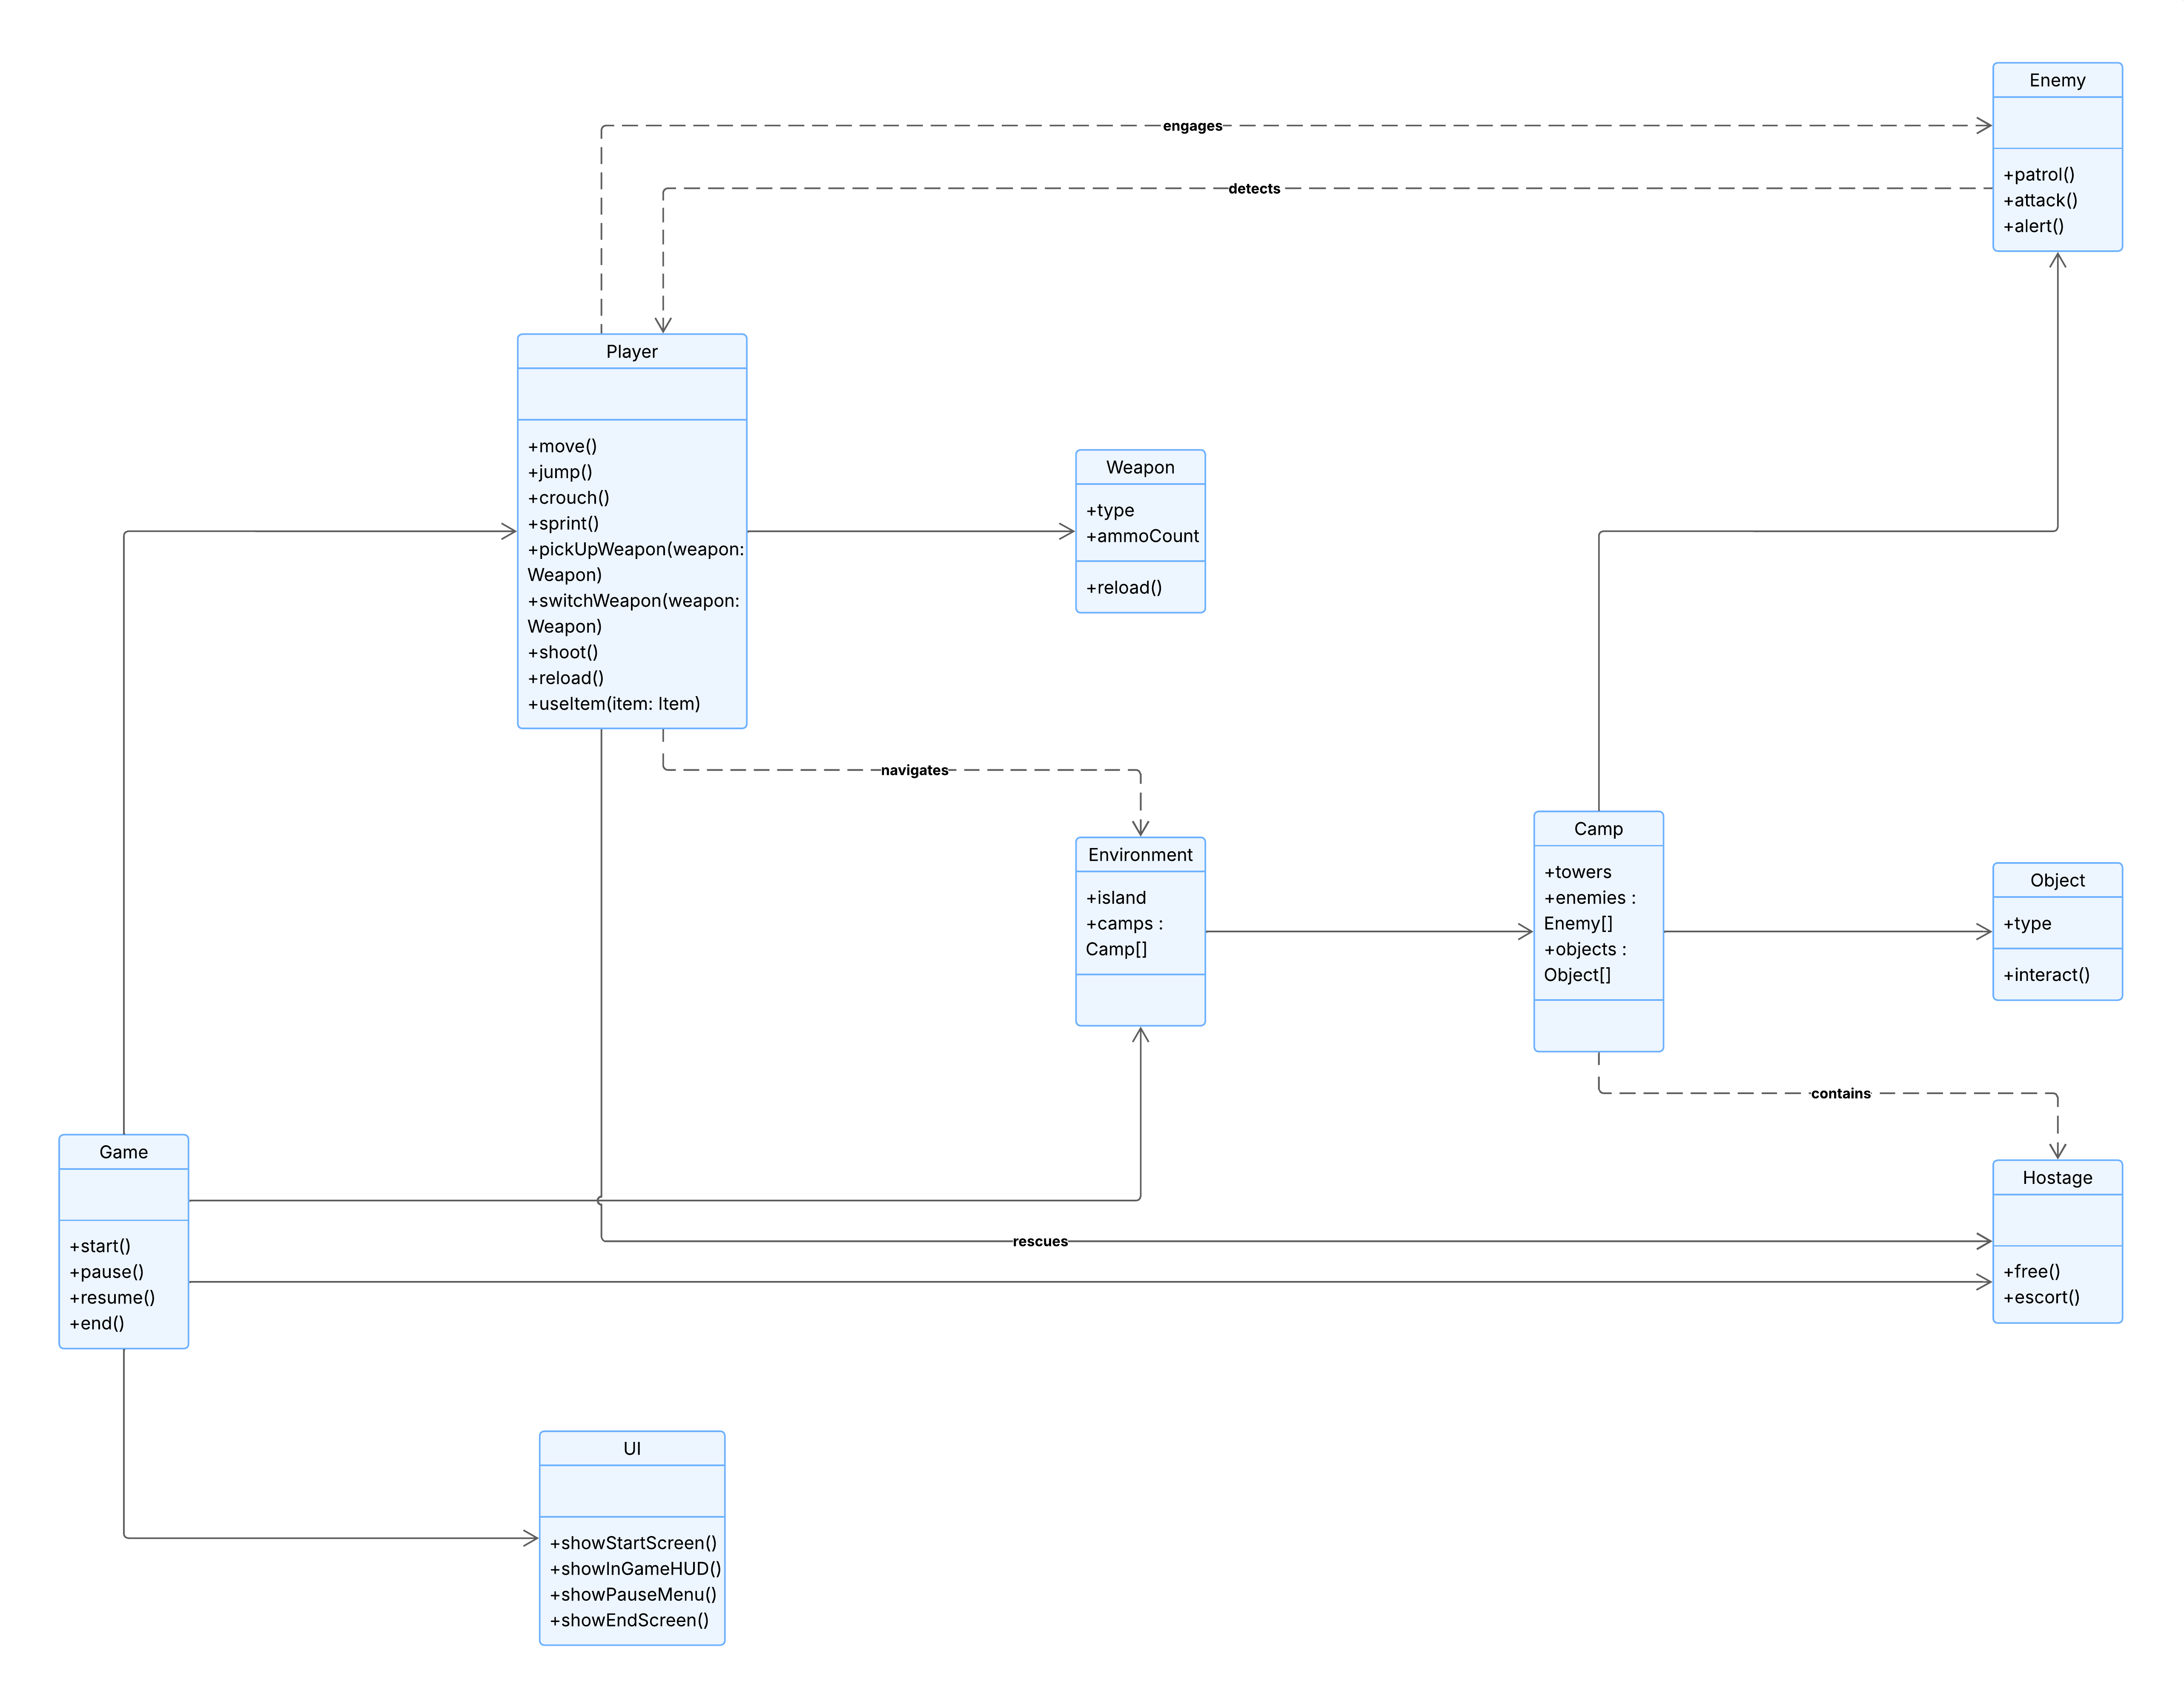 Enemy
+patrol()
+attack()
+alert()
engages
detects
Player
+move()
+jump()
+crouch()
+sprint()
+pickUpWeapon(weapon:
Weapon)
+switchWeapon(weapon:
Weapon)
+shoot()
+reload()
+useItem(item: Item)
Weapon
+type
+ammoCount
+reload()
navigates
Environment
+island
+camps :
Camp[]
Camp
+towers
+enemies :
Enemy[]
+objects :
Object[]
Object
+type
+interact()
contains
Game
+start()
+pause()
+resume()
+end()
rescues
Hostage
+free()
+escort()
UI
+showStartScreen()
+showInGameHUD()
+showPauseMenu()
+showEndScreen()